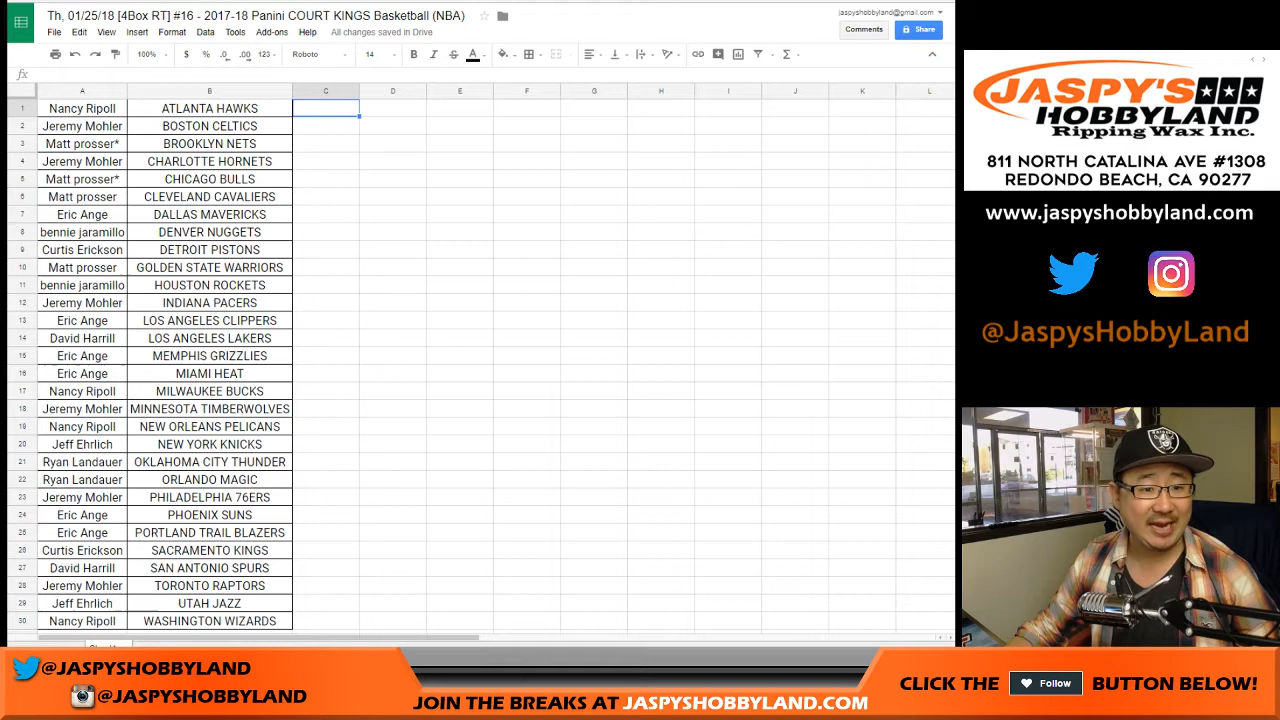 Th, 01/25/18 [4Box RT] #16 - 2017-18 Panini COURT KINGS Basketball (NBA)
jaspyshobbyland@gmail.com
File Edit View Insert Format Data Tools Add-ons Help All changes saved in Drive
Comments
Share
100% $ % .0 .00 123 Roboto 14 B I S A
fx
A B C D E F G H I J K L
1 Nancy Ripoll ATLANTA HAWKS
2 Jeremy Mohler BOSTON CELTICS
3 Matt prosser* BROOKLYN NETS
4 Jeremy Mohler CHARLOTTE HORNETS
5 Matt prosser* CHICAGO BULLS
6 Matt prosser CLEVELAND CAVALIERS
7 Eric Ange DALLAS MAVERICKS
8 bennie jaramillo DENVER NUGGETS
9 Curtis Erickson DETROIT PISTONS
10 Matt prosser GOLDEN STATE WARRIORS
11 bennie jaramillo HOUSTON ROCKETS
12 Jeremy Mohler INDIANA PACERS
13 Eric Ange LOS ANGELES CLIPPERS
14 David Harrill LOS ANGELES LAKERS
15 Eric Ange MEMPHIS GRIZZLIES
16 Eric Ange MIAMI HEAT
17 Nancy Ripoll MILWAUKEE BUCKS
18 Jeremy Mohler MINNESOTA TIMBERWOLVES
19 Nancy Ripoll NEW ORLEANS PELICANS
20 Jeff Ehrlich NEW YORK KNICKS
21 Ryan Landauer OKLAHOMA CITY THUNDER
22 Ryan Landauer ORLANDO MAGIC
23 Jeremy Mohler PHILADELPHIA 76ERS
24 Eric Ange PHOENIX SUNS
25 Eric Ange PORTLAND TRAIL BLAZERS
26 Curtis Erickson SACRAMENTO KINGS
27 David Harrill SAN ANTONIO SPURS
28 Jeremy Mohler TORONTO RAPTORS
29 Jeff Ehrlich UTAH JAZZ
30 Nancy Ripoll WASHINGTON WIZARDS
JASPY'S
HOBBYLAND
Ripping Wax Inc.
811 NORTH CATALINA AVE #1308
REDONDO BEACH, CA 90277
www.jaspyshobbyland.com
@JaspysHobbyLand
RAIDERS
@JASPYSHOBBYLAND
@JASPYSHOBBYLAND
JOIN THE BREAKS AT JASPYSHOBBYLAND.COM
CLICK THE Follow BUTTON BELOW!